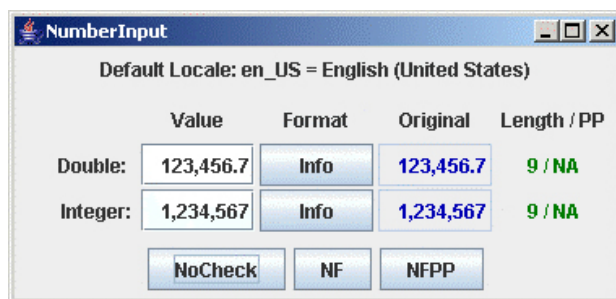 NumberInput
Default Locale: en_US = English (United States)
Value Format Original Length / PP
Double: 123,456.7 Info 123,456.7 9 / NA
Integer: 1,234,567 Info 1,234,567 9 / NA
NoCheck NF NFPP